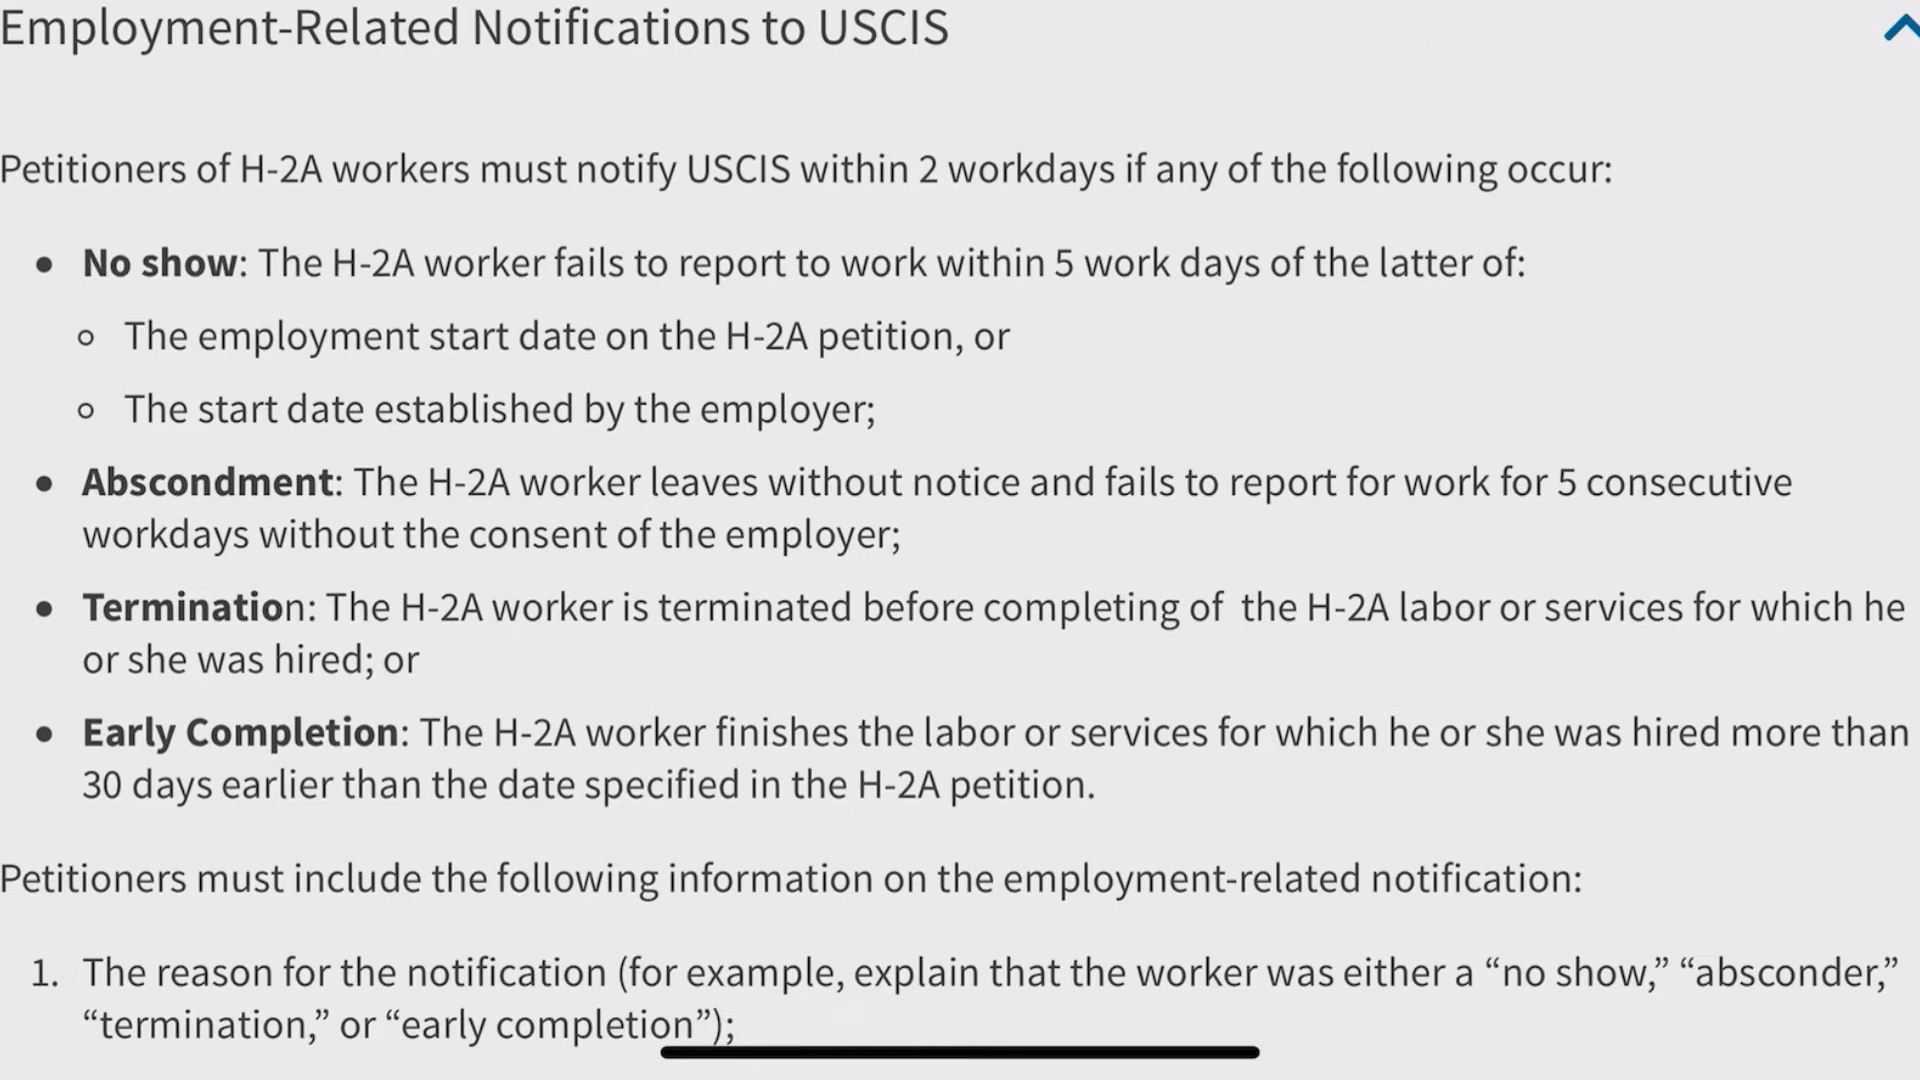 Employment-Related Notifications to USCIS
Petitioners of H-2A workers must notify USCIS within 2 workdays if any of the following occur:
• No show: The H-2A worker fails to report to work within 5 work days of the latter of:
◦ The employment start date on the H-2A petition, or
◦ The start date established by the employer;
• Abscondment: The H-2A worker leaves without notice and fails to report for work for 5 consecutive
workdays without the consent of the employer;
• Termination: The H-2A worker is terminated before completing of  the H-2A labor or services for which he
or she was hired; or
• Early Completion: The H-2A worker finishes the labor or services for which he or she was hired more than
30 days earlier than the date specified in the H-2A petition.
Petitioners must include the following information on the employment-related notification:
1. The reason for the notification (for example, explain that the worker was either a “no show,” “absconder,”
“termination,” or “early completion”);